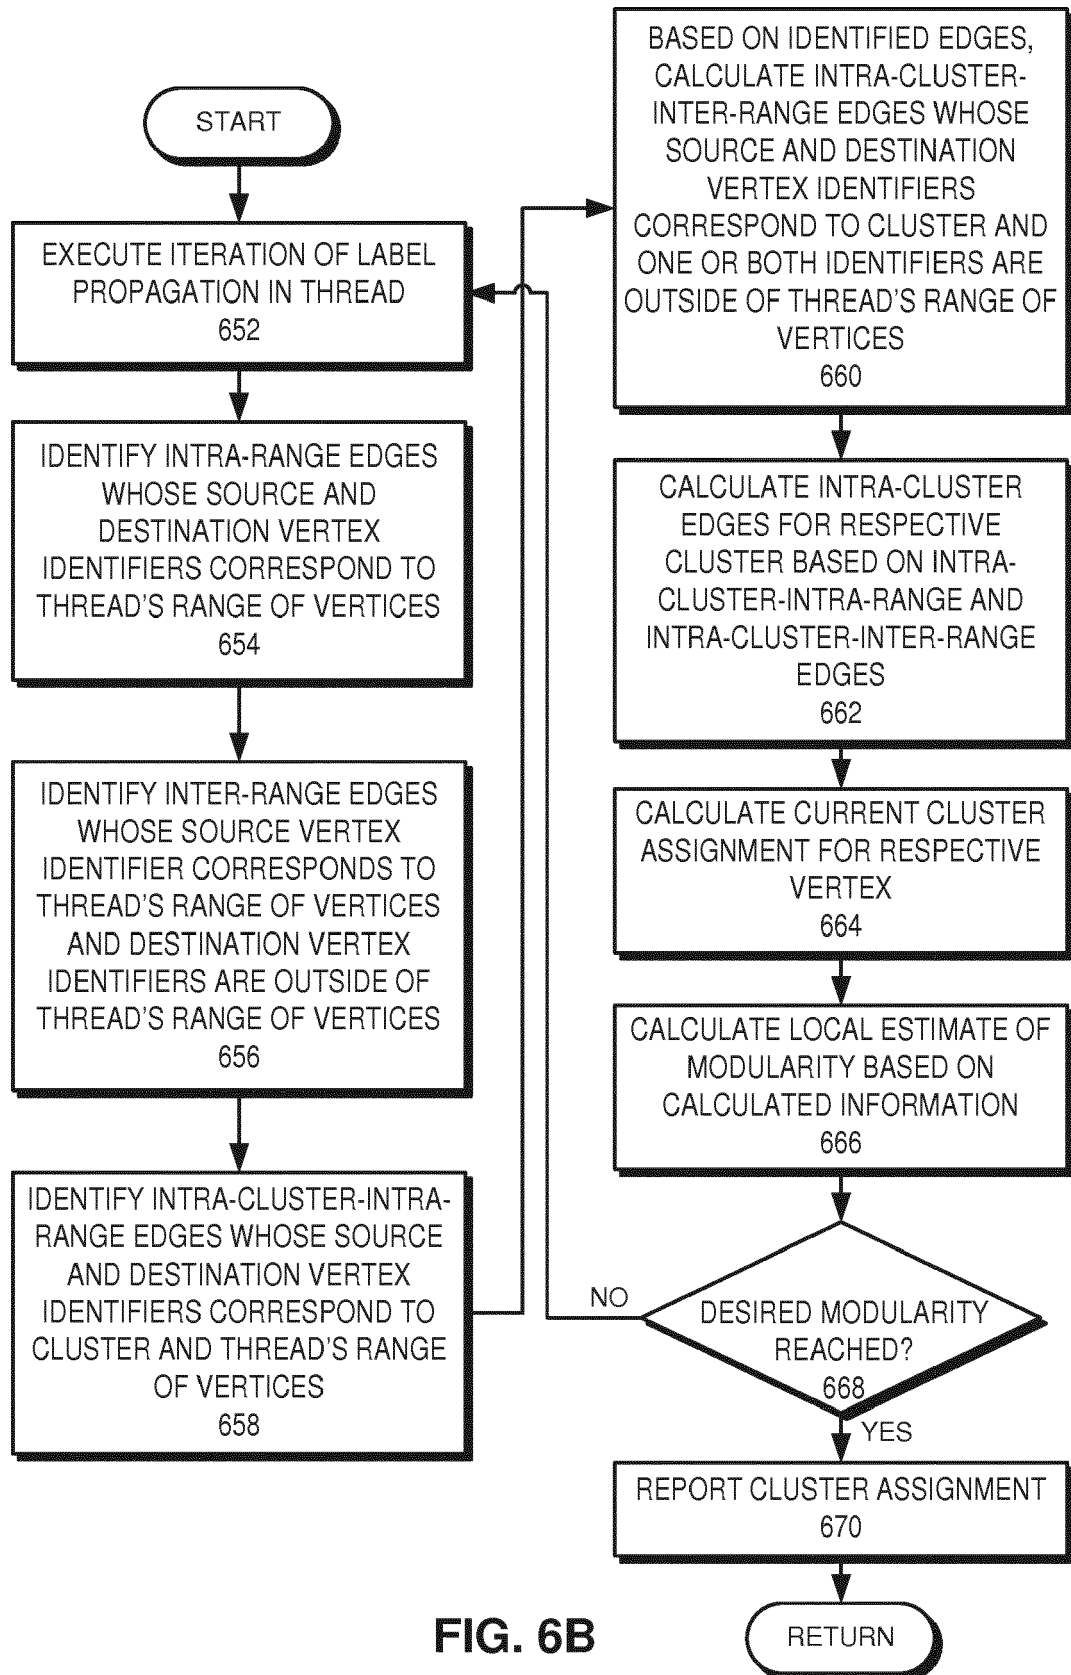 START
EXECUTE ITERATION OF LABEL
PROPAGATION IN THREAD
652
IDENTIFY INTRA-RANGE EDGES
WHOSE SOURCE AND
DESTINATION VERTEX
IDENTIFIERS CORRESPOND TO
THREAD'S RANGE OF VERTICES
654
IDENTIFY INTER-RANGE EDGES
WHOSE SOURCE VERTEX
IDENTIFIER CORRESPONDS TO
THREAD'S RANGE OF VERTICES
AND DESTINATION VERTEX
IDENTIFIERS ARE OUTSIDE OF
THREAD'S RANGE OF VERTICES
656
IDENTIFY INTRA-CLUSTER-INTRA-
RANGE EDGES WHOSE SOURCE
AND DESTINATION VERTEX
IDENTIFIERS CORRESPOND TO
CLUSTER AND THREAD'S RANGE
OF VERTICES
658
BASED ON IDENTIFIED EDGES,
CALCULATE INTRA-CLUSTER-
INTER-RANGE EDGES WHOSE
SOURCE AND DESTINATION
VERTEX IDENTIFIERS
CORRESPOND TO CLUSTER AND
ONE OR BOTH IDENTIFIERS ARE
OUTSIDE OF THREAD'S RANGE OF
VERTICES
660
CALCULATE INTRA-CLUSTER
EDGES FOR RESPECTIVE
CLUSTER BASED ON INTRA-
CLUSTER-INTRA-RANGE AND
INTRA-CLUSTER-INTER-RANGE
EDGES
662
CALCULATE CURRENT CLUSTER
ASSIGNMENT FOR RESPECTIVE
VERTEX
664
CALCULATE LOCAL ESTIMATE OF
MODULARITY BASED ON
CALCULATED INFORMATION
666
NO
DESIRED MODULARITY
REACHED?
668
YES
REPORT CLUSTER ASSIGNMENT
670
RETURN
FIG. 6B